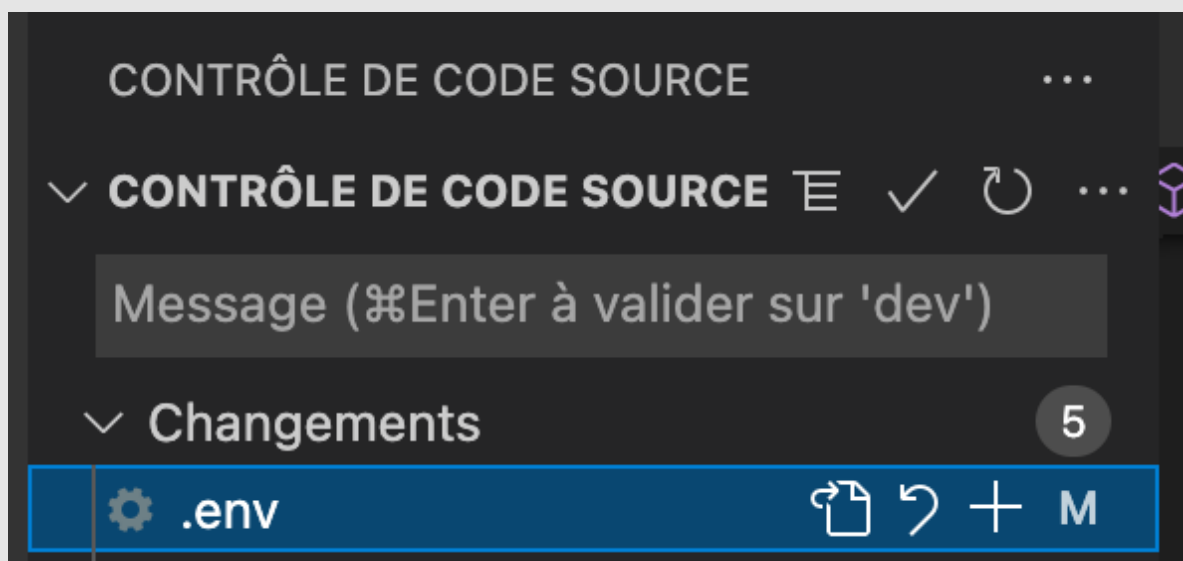 CONTRÔLE DE CODE SOURCE
CONTRÔLE DE CODE SOURCE
Message (⌘Enter à valider sur 'dev')
Changements 5
.env M